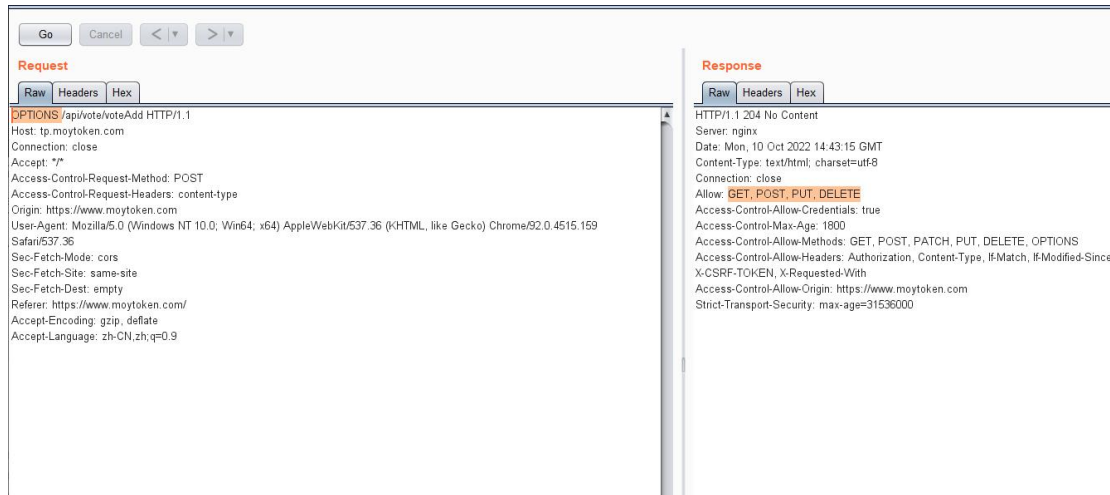 Go
Cancel
<
>
Request
Raw
Headers
Hex
OPTIONS /api/vote/voteAdd HTTP/1.1
Host: tp.moytoken.com
Connection: close
Accept: */*
Access-Control-Request-Method: POST
Access-Control-Request-Headers: content-type
Origin: https://www.moytoken.com
User-Agent: Mozilla/5.0 (Windows NT 10.0; Win64; x64) AppleWebKit/537.36 (KHTML, like Gecko) Chrome/92.0.4515.159
Safari/537.36
Sec-Fetch-Mode: cors
Sec-Fetch-Site: same-site
Sec-Fetch-Dest: empty
Referer: https://www.moytoken.com/
Accept-Encoding: gzip, deflate
Accept-Language: zh-CN,zh;q=0.9
Response
Raw
Headers
Hex
HTTP/1.1 204 No Content
Server: nginx
Date: Mon, 10 Oct 2022 14:43:15 GMT
Content-Type: text/html; charset=utf-8
Connection: close
Allow: GET, POST, PUT, DELETE
Access-Control-Allow-Credentials: true
Access-Control-Max-Age: 1800
Access-Control-Allow-Methods: GET, POST, PATCH, PUT, DELETE, OPTIONS
Access-Control-Allow-Headers: Authorization, Content-Type, If-Match, If-Modified-Since
X-CSRF-TOKEN, X-Requested-With
Access-Control-Allow-Origin: https://www.moytoken.com
Strict-Transport-Security: max-age=31536000